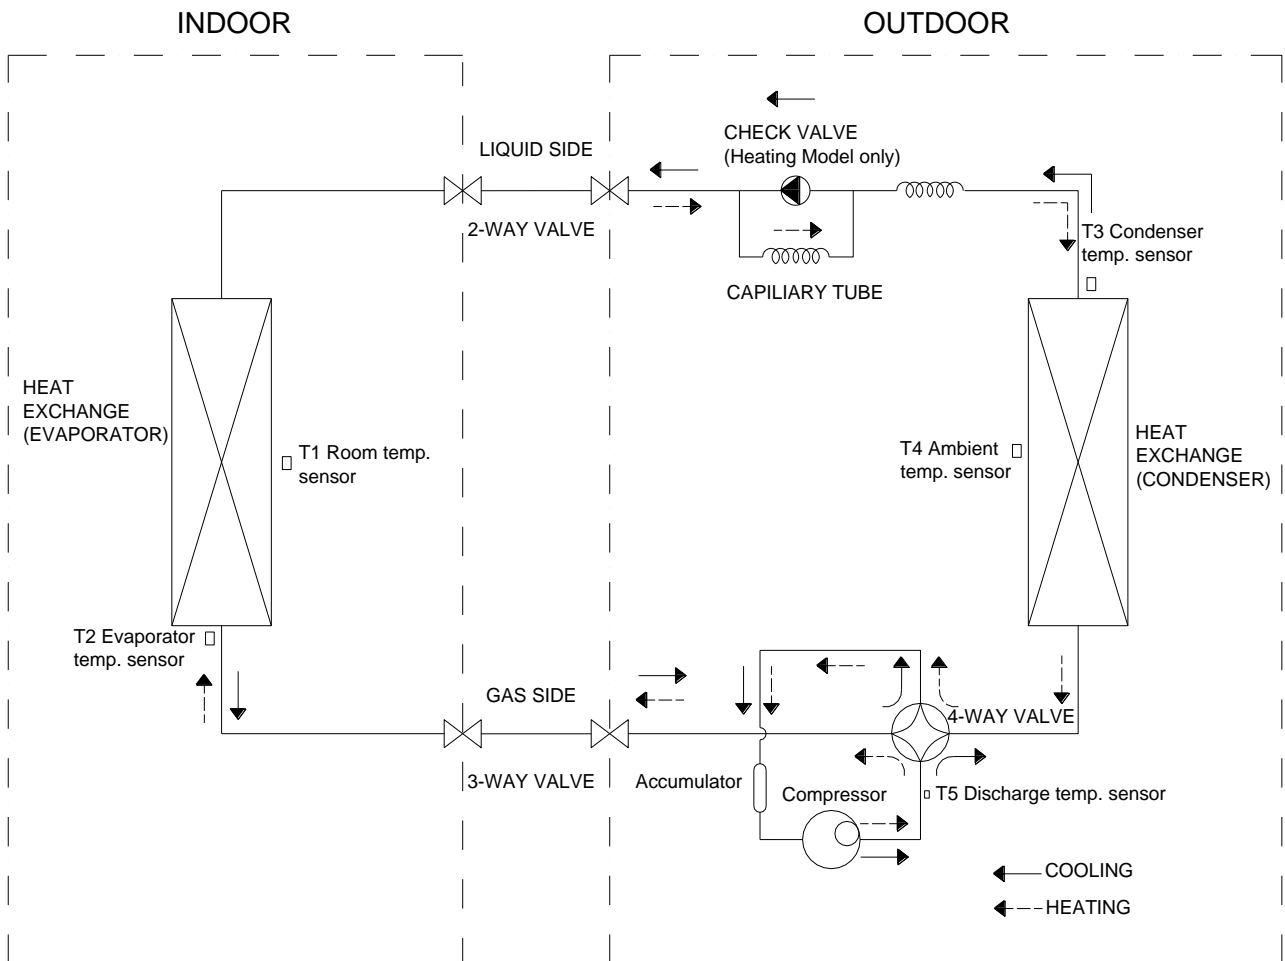 INDOOR
OUTDOOR
CHECK VALVE
(Heating Model only)
LIQUID SIDE
2-WAY VALVE
T3 Condenser
temp. sensor
CAPILIARY TUBE
HEAT
EXCHANGE
(EVAPORATOR)
T1 Room temp.
sensor
T4 Ambient
temp. sensor
HEAT
EXCHANGE
(CONDENSER)
T2 Evaporator
temp. sensor
GAS SIDE
4-WAY VALVE
3-WAY VALVE
Accumulator
Compressor
T5 Discharge temp. sensor
COOLING
HEATING